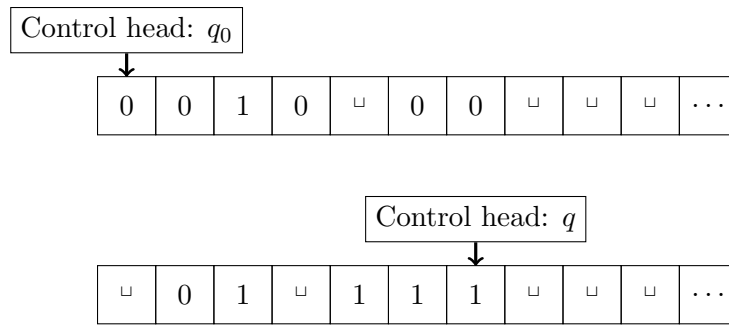 Control head: q₀
0 0 1 0 ␣ 0 0 ␣ ␣ ␣ ⋯
Control head: q
␣ 0 1 ␣ 1 1 1 ␣ ␣ ␣ ⋯